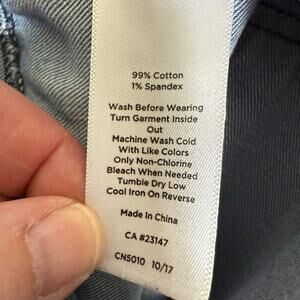 99% Cotton
1% Spandex
Wash Before Wearing
Turn Garment Inside
Out
Machine Wash Cold
With Like Colors
Only Non-Chlorine
Bleach When Needed
Tumble Dry Low
Cool Iron On Reverse
Made In China
CA #23147
CN5010 10/17